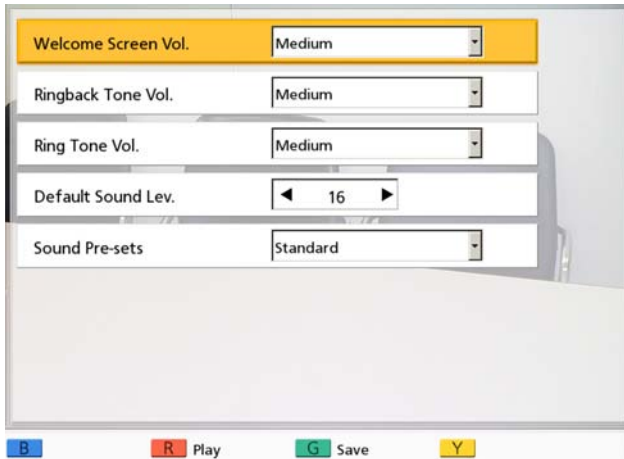 Welcome Screen Vol. Medium
Ringback Tone Vol. Medium
Ring Tone Vol. Medium
Default Sound Lev. 16
Sound Pre-sets Standard
B R Play G Save Y